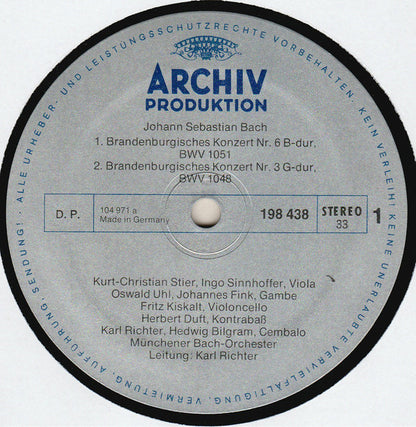 · ALLE URHEBER- UND LEISTUNGSSCHUTZRECHTE VORBEHALTEN · KEIN VERLEIH! KEINE UNERLAUBTE VERVIELFÄLTIGUNG, VERMIETUNG, AUFFÜHRUNG, SENDUNG!
ARCHIV
PRODUKTION
Johann Sebastian Bach
1. Brandenburgisches Konzert Nr. 6 B-dur,
BWV 1051
2. Brandenburgisches Konzert Nr. 3 G-dur,
BWV 1048
D. P.
104 971 a
Made in Germany
198 438
STEREO
33
1
Kurt-Christian Stier, Ingo Sinnhoffer, Viola
Oswald Uhl, Johannes Fink, Gambe
Fritz Kiskalt, Violoncello
Herbert Duft, Kontrabaß
Karl Richter, Hedwig Bilgram, Cembalo
Münchener Bach-Orchester
Leitung: Karl Richter